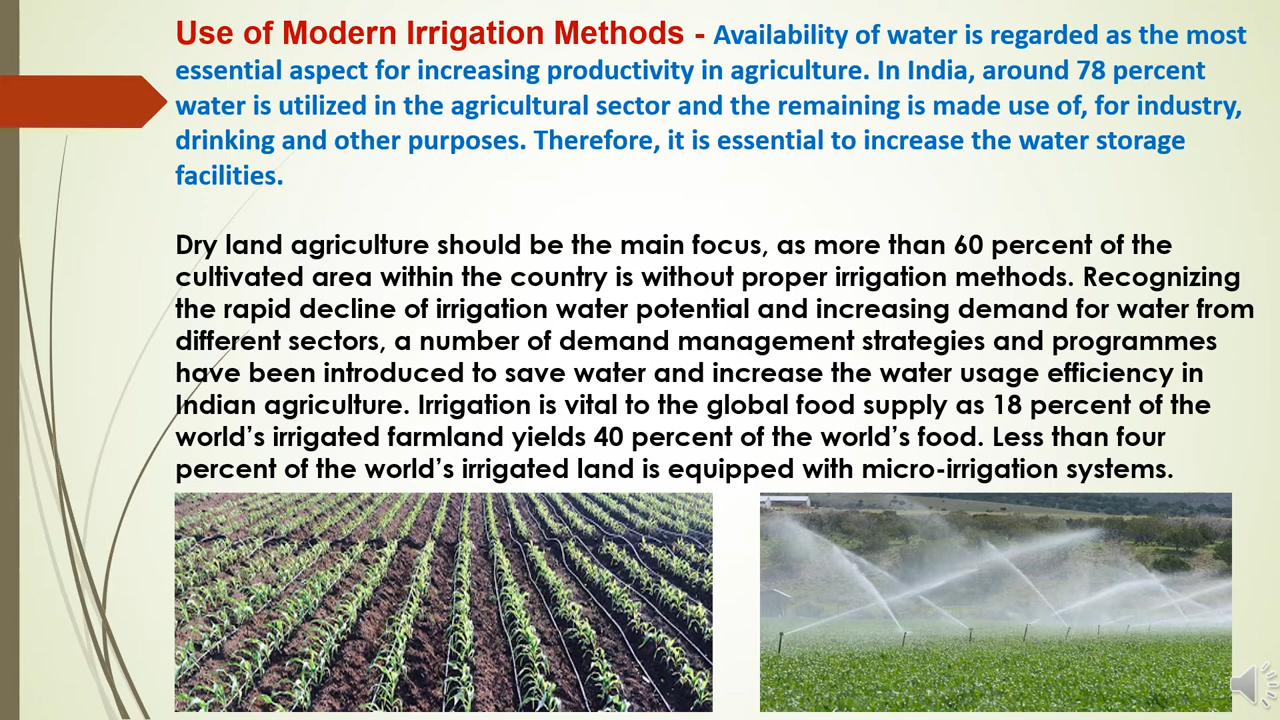 Use of Modern Irrigation Methods - Availability of water is regarded as the most
essential aspect for increasing productivity in agriculture. In India, around 78 percent
water is utilized in the agricultural sector and the remaining is made use of, for industry,
drinking and other purposes. Therefore, it is essential to increase the water storage
facilities.
Dry land agriculture should be the main focus, as more than 60 percent of the
cultivated area within the country is without proper irrigation methods. Recognizing
the rapid decline of irrigation water potential and increasing demand for water from
different sectors, a number of demand management strategies and programmes
have been introduced to save water and increase the water usage efficiency in
Indian agriculture. Irrigation is vital to the global food supply as 18 percent of the
world’s irrigated farmland yields 40 percent of the world’s food. Less than four
percent of the world’s irrigated land is equipped with micro-irrigation systems.